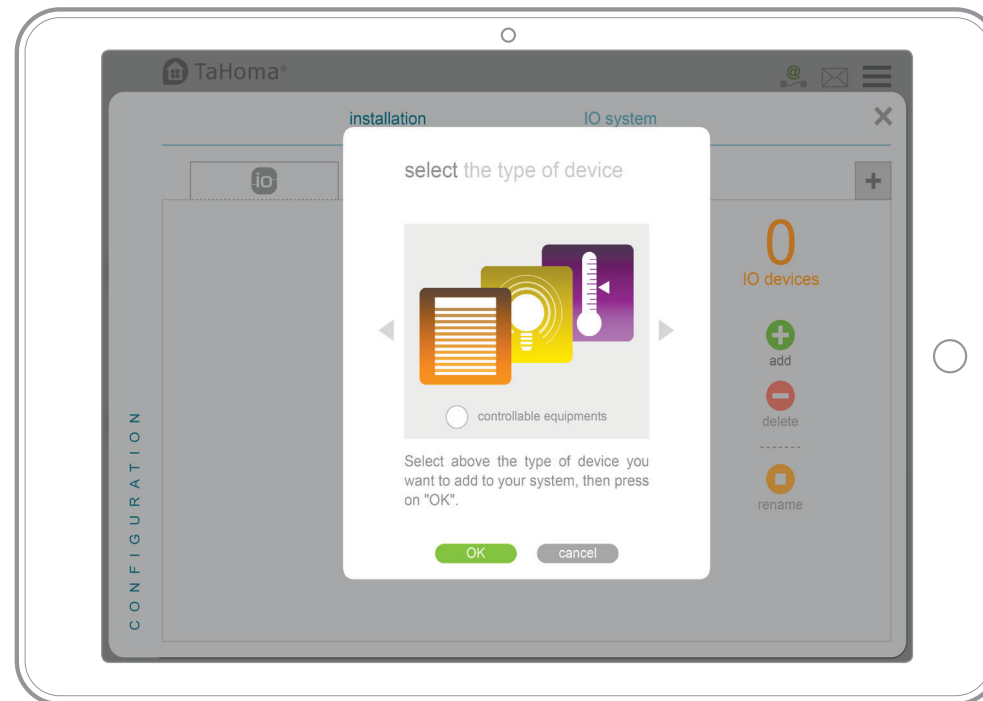 TaHoma®
@
installation
IO system
io
select the type of device
0
IO devices
add
delete
controllable equipments
Select above the type of device you
want to add to your system, then press
on "OK".
rename
OK
cancel
CONFIGURATION